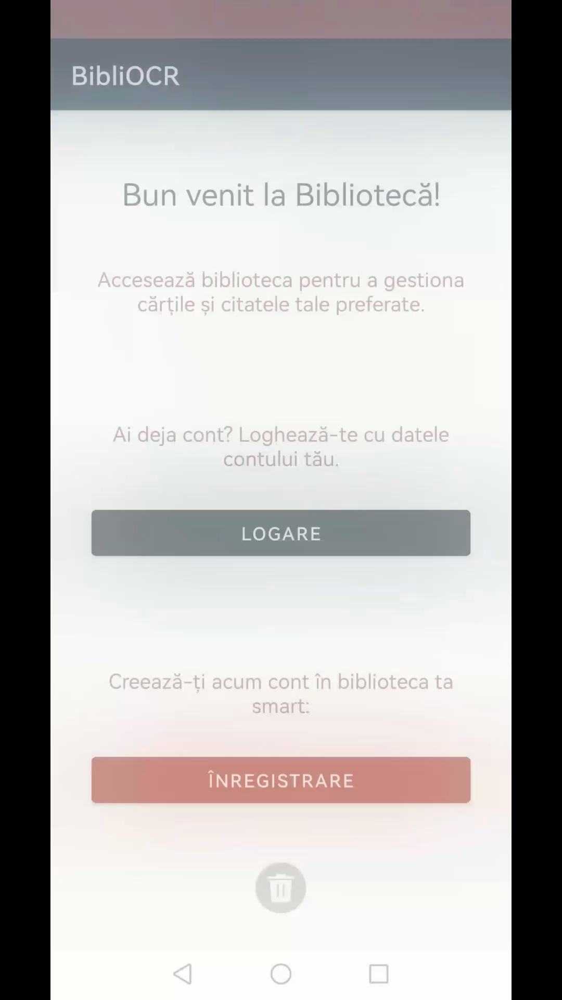 BibliOCR
Bun venit la Bibliotecă!
Accesează biblioteca pentru a gestiona
cărțile și citatele tale preferate.
Ai deja cont? Loghează-te cu datele
contului tău.
LOGARE
Creează-ți acum cont în biblioteca ta
smart:
ÎNREGISTRARE